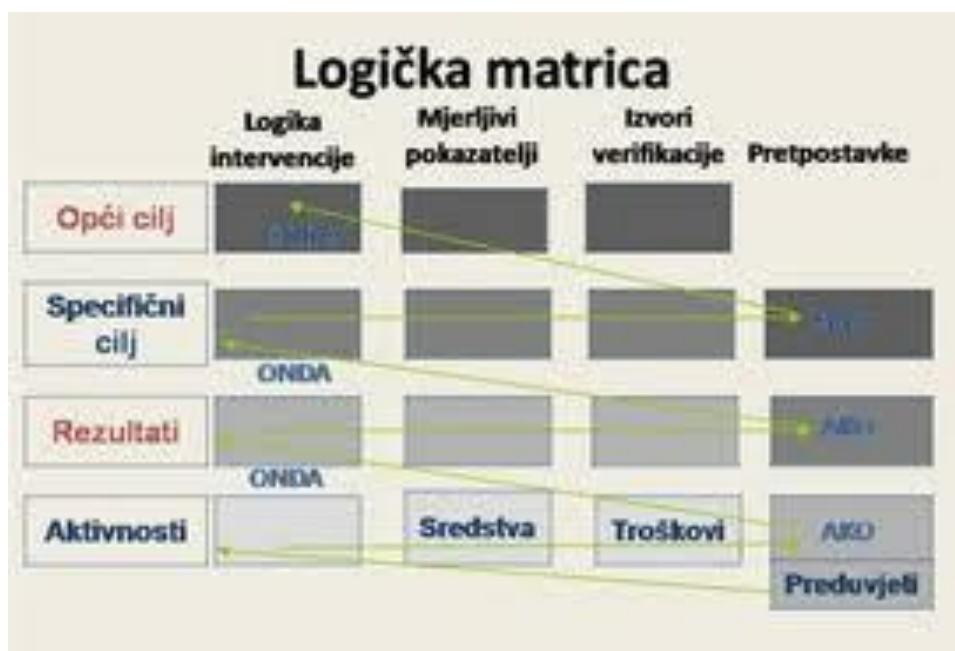 Logička matrica
Logika
intervencije
Mjerljivi
pokazatelji
Izvori
verifikacije
Pretpostavke
Opći cilj
Specifični
cilj
ONDA
Rezultati
AKO
ONDA
Aktivnosti
Sredstva
Troškovi
AKO
Preduvjeti